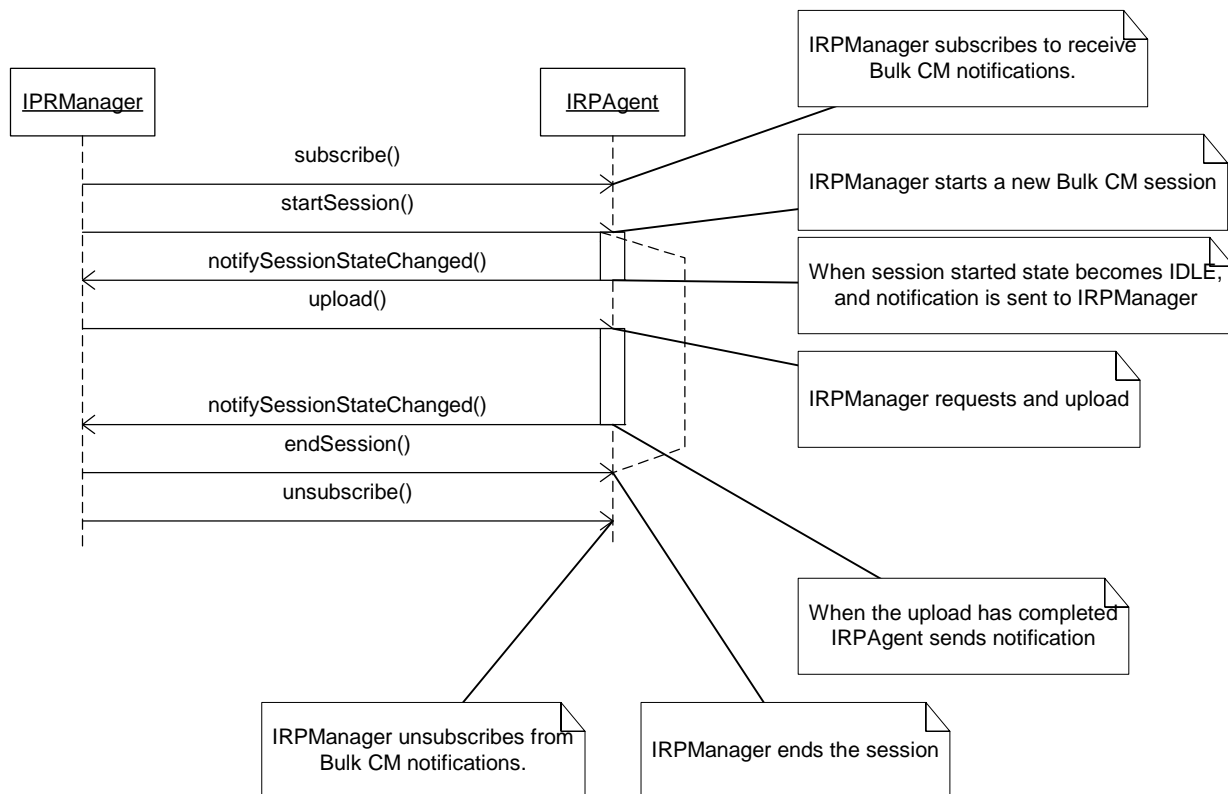 IRPManager subscribes to receive
Bulk CM notifications.
IPRManager
IRPAgent
subscribe()
IRPManager starts a new Bulk CM session
startSession()
notifySessionStateChanged()
When session started state becomes IDLE,
and notification is sent to IRPManager
upload()
IRPManager requests and upload
notifySessionStateChanged()
endSession()
unsubscribe()
When the upload has completed
IRPAgent sends notification
IRPManager unsubscribes from
Bulk CM notifications.
IRPManager ends the session